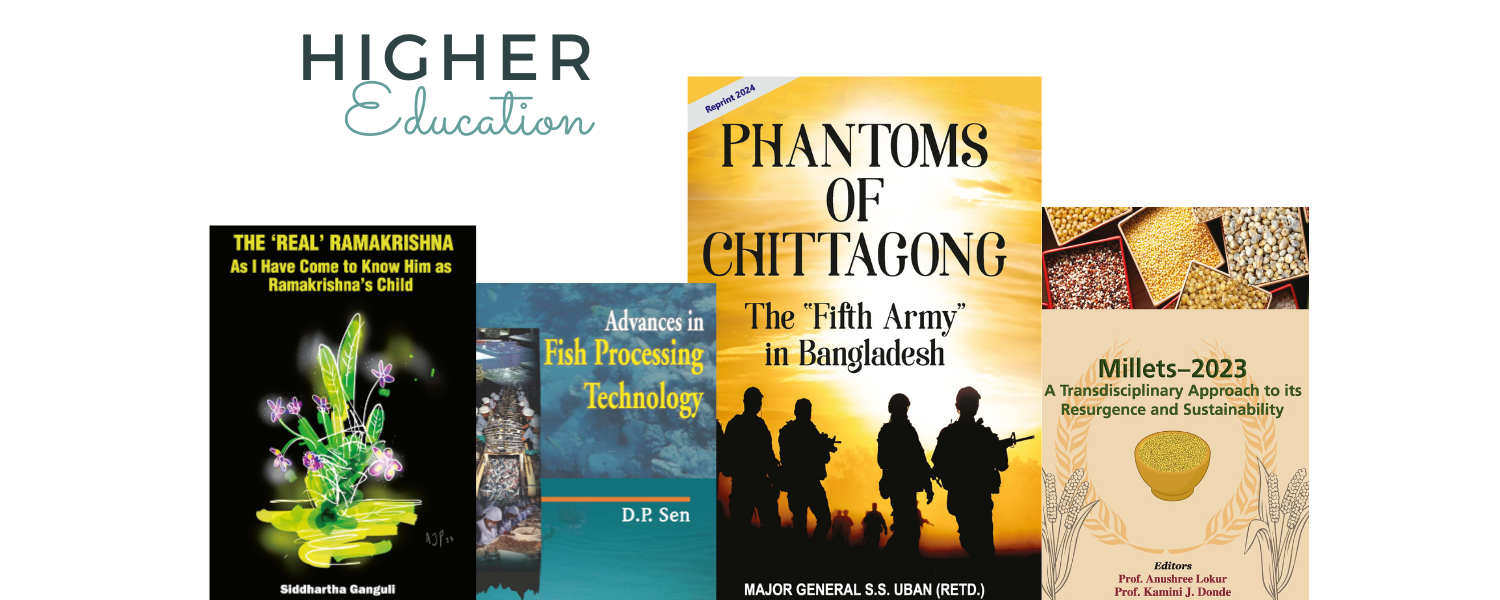 HIGHER
Education
THE ‘REAL’ RAMAKRISHNA
As I Have Come to Know Him as
Ramakrishna’s Child
Siddhartha Ganguli
Advances in
Fish Processing
Technology
D.P. Sen
Reprint 2024
PHANTOMS
OF
CHITTAGONG
The “Fifth Army”
in Bangladesh
MAJOR GENERAL S.S. UBAN (RETD.)
Millets–2023
A Transdisciplinary Approach to its
Resurgence and Sustainability
Editors
Prof. Anushree Lokur
Prof. Kamini J. Donde